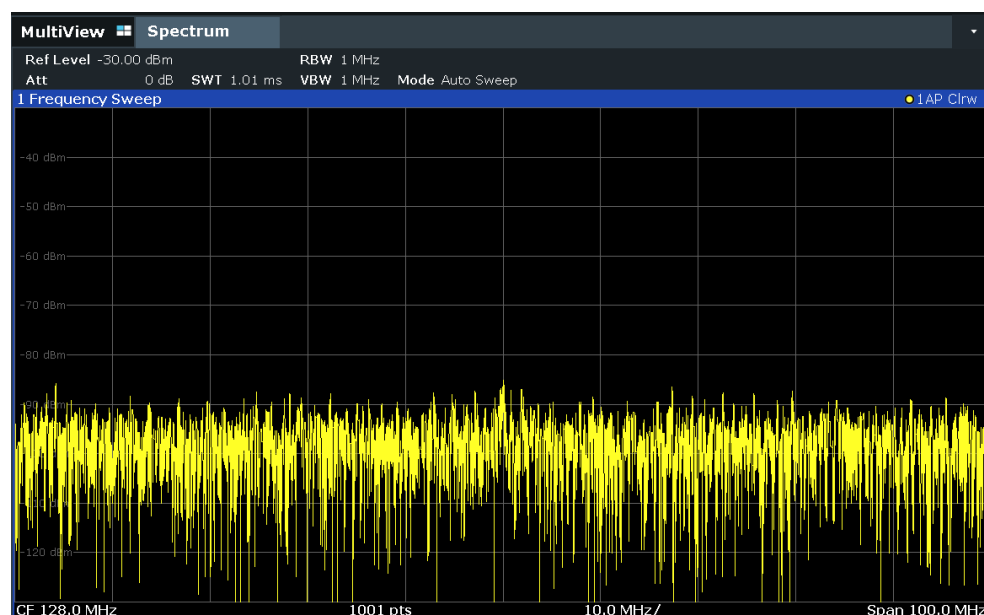 MultiView Spectrum
Ref Level -30.00 dBm RBW 1 MHz
Att 0 dB SWT 1.01 ms VBW 1 MHz Mode Auto Sweep
1 Frequency Sweep 1AP Clrw
-40 dBm
-50 dBm
-60 dBm
-70 dBm
-80 dBm
-90 dBm
-120 dBm
CF 128.0 MHz 1001 pts 10.0 MHz/ Span 100.0 MHz